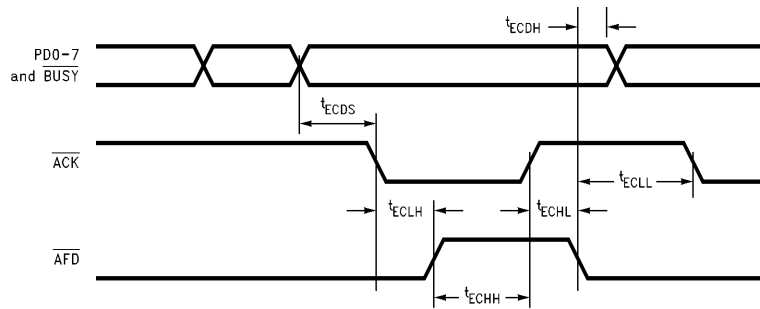 tECDH
PD0-7
and BUSY
tECDS
ACK
tECLL
tECLH
tECHL
AFD
tECHH